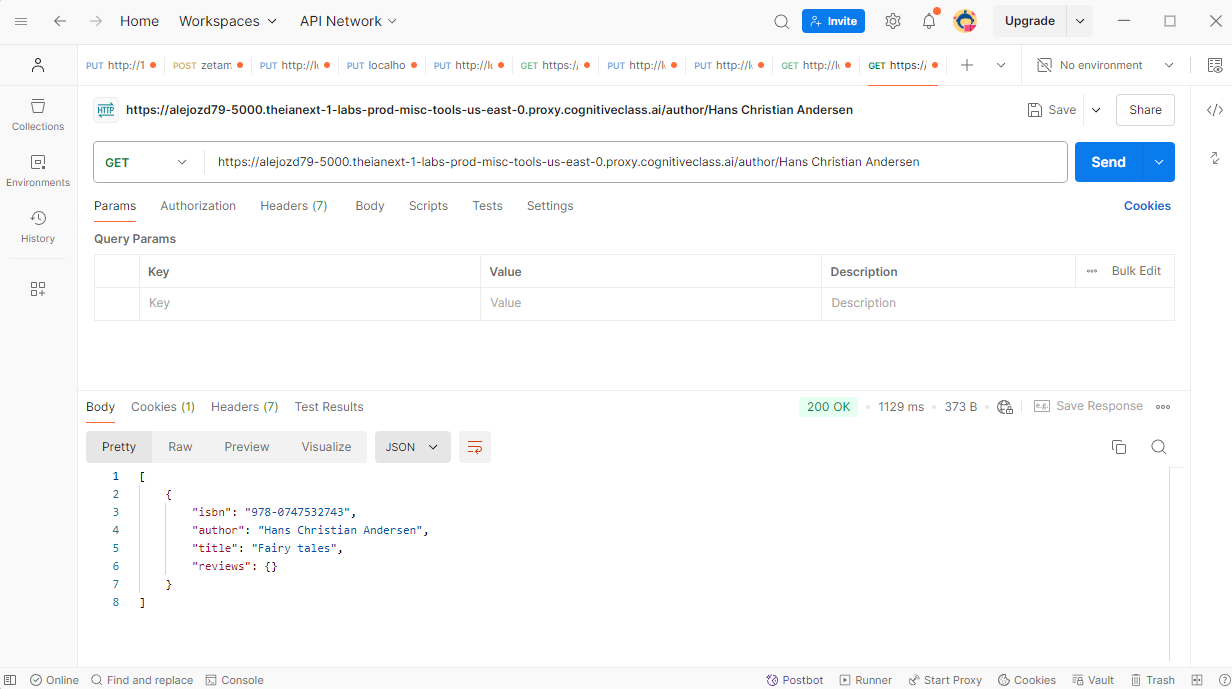 Home Workspaces API Network Invite Upgrade
PUT http://1 POST zetam PUT http://l PUT localho PUT http://l GET https:/ PUT http://l PUT http://l GET http://l GET https:/ No environment
HTTP https://alejozd79-5000.theianext-1-labs-prod-misc-tools-us-east-0.proxy.cognitiveclass.ai/author/Hans Christian Andersen Save Share
Collections
GET https://alejozd79-5000.theianext-1-labs-prod-misc-tools-us-east-0.proxy.cognitiveclass.ai/author/Hans Christian Andersen Send
Environments
Params Authorization Headers (7) Body Scripts Tests Settings Cookies
History
Query Params
Key Value Description Bulk Edit
Key Value Description
Body Cookies (1) Headers (7) Test Results 200 OK 1129 ms 373 B e.g. Save Response
Pretty Raw Preview Visualize JSON
1 [
2 {
3 "isbn": "978-0747532743",
4 "author": "Hans Christian Andersen",
5 "title": "Fairy tales",
6 "reviews": {}
7 }
8 ]
Online Find and replace Console Postbot Runner Start Proxy Cookies Vault Trash